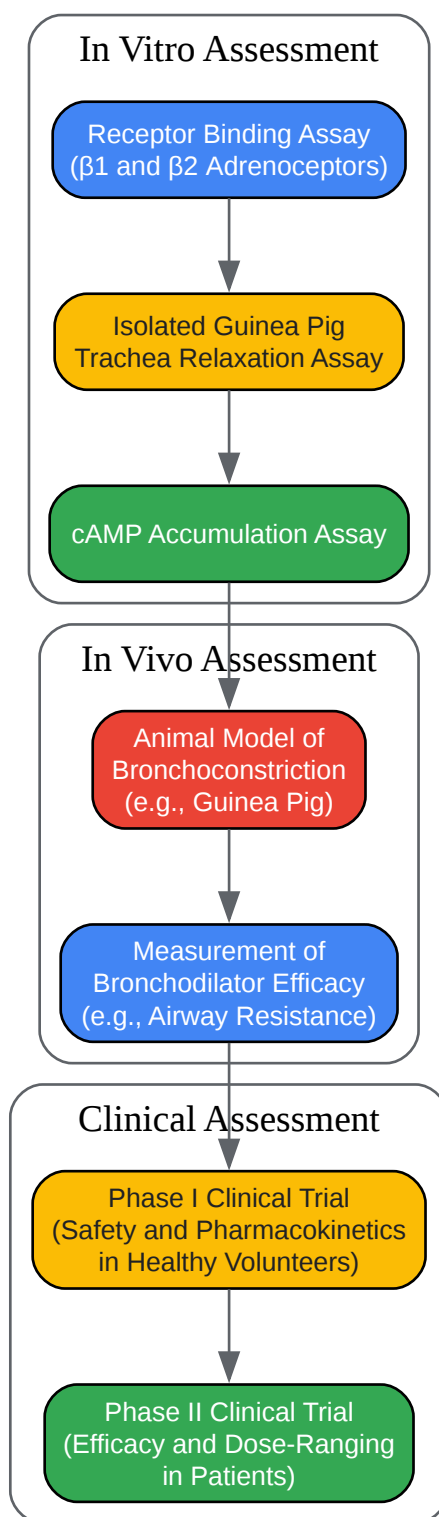 In Vitro Assessment
Receptor Binding Assay
(β1 and β2 Adrenoceptors)
Isolated Guinea Pig
Trachea Relaxation Assay
cAMP Accumulation Assay
In Vivo Assessment
Animal Model of
Bronchoconstriction
(e.g., Guinea Pig)
Measurement of
Bronchodilator Efficacy
(e.g., Airway Resistance)
Clinical Assessment
Phase I Clinical Trial
(Safety and Pharmacokinetics
in Healthy Volunteers)
Phase II Clinical Trial
(Efficacy and Dose-Ranging
in Patients)